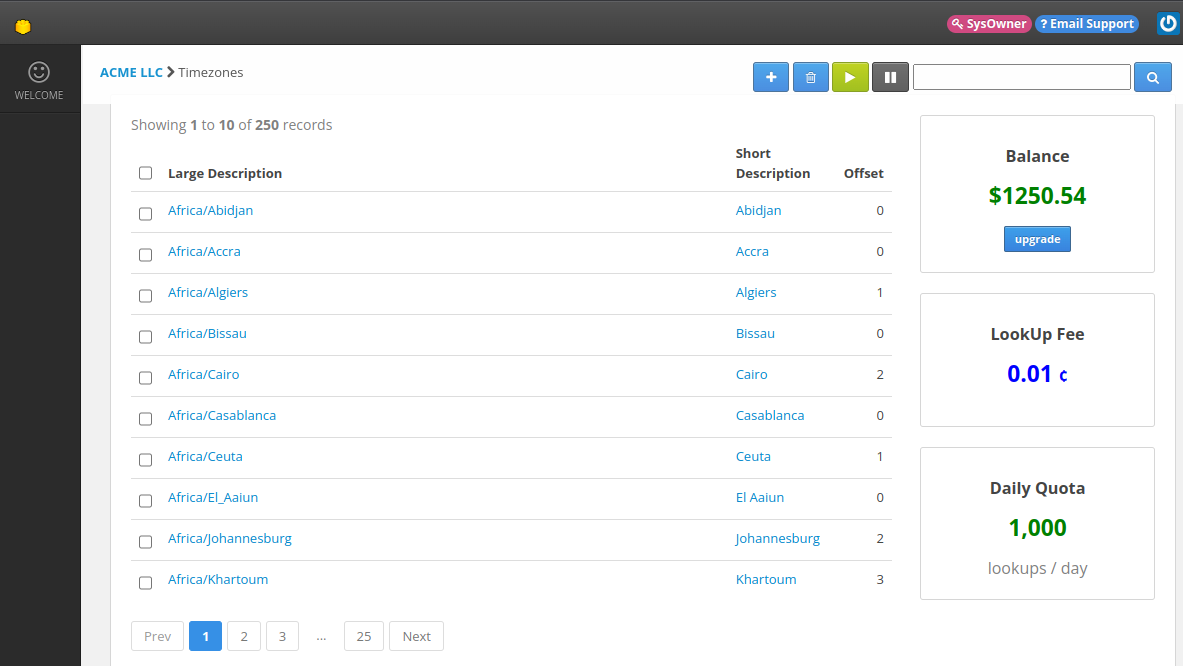 SysOwner
? Email Support
WELCOME
ACME LLC Timezones
Showing 1 to 10 of 250 records
Large Description Short Description Offset
Africa/Abidjan Abidjan 0
Africa/Accra Accra 0
Africa/Algiers Algiers 1
Africa/Bissau Bissau 0
Africa/Cairo Cairo 2
Africa/Casablanca Casablanca 0
Africa/Ceuta Ceuta 1
Africa/El_Aaiun El Aaiun 0
Africa/Johannesburg Johannesburg 2
Africa/Khartoum Khartoum 3
Prev 1 2 3 ... 25 Next
Balance
$1250.54
upgrade
LookUp Fee
0.01 ¢
Daily Quota
1,000
lookups / day